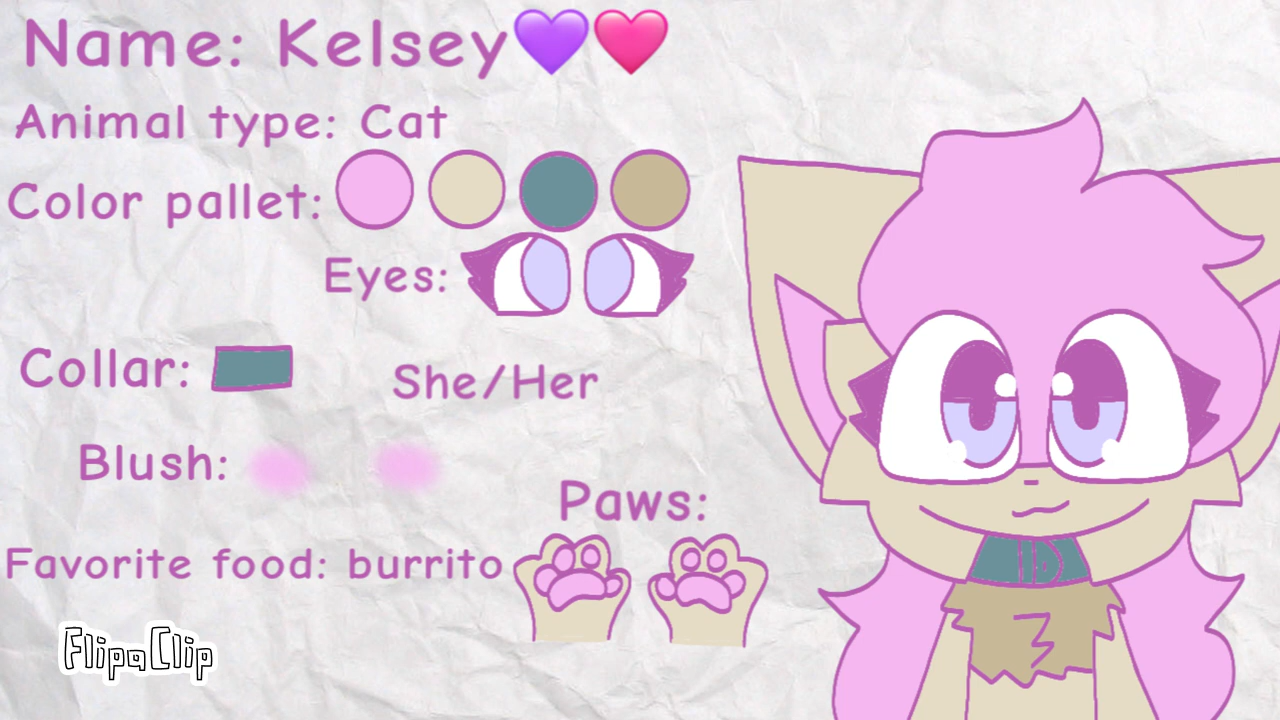 Name: Kelsey💜💗
Animal type: Cat
Color pallet:
Eyes:
Collar:
She/Her
Blush:
Paws:
Favorite food: burrito
FlipaClip